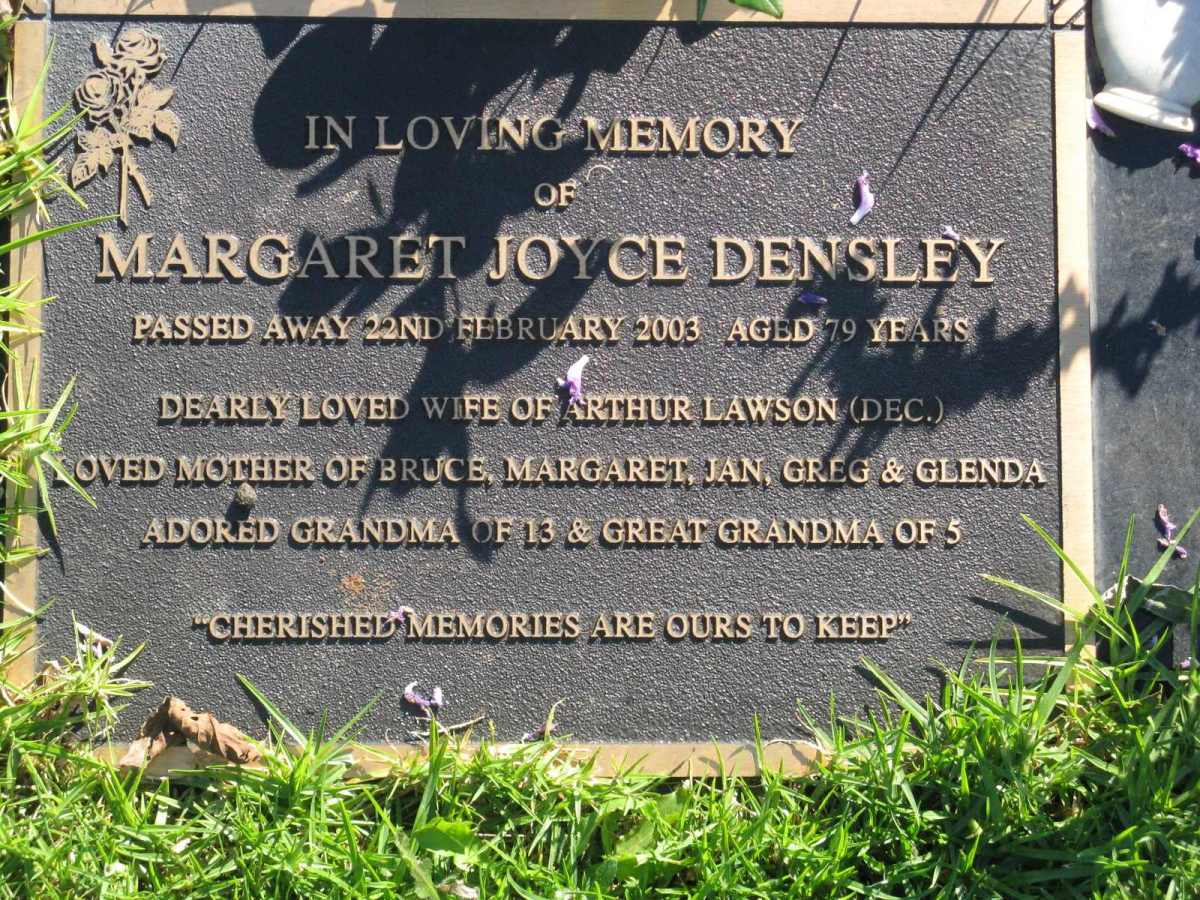 IN LOVING MEMORY
OF
MARGARET JOYCE DENSLEY
PASSED AWAY 22ND FEBRUARY 2003 AGED 79 YEARS
DEARLY LOVED WIFE OF ARTHUR LAWSON (DEC.)
OVED MOTHER OF BRUCE, MARGARET, JAN, GREG & GLENDA
ADORED GRANDMA OF 13 & GREAT GRANDMA OF 5
"CHERISHED MEMORIES ARE OURS TO KEEP"